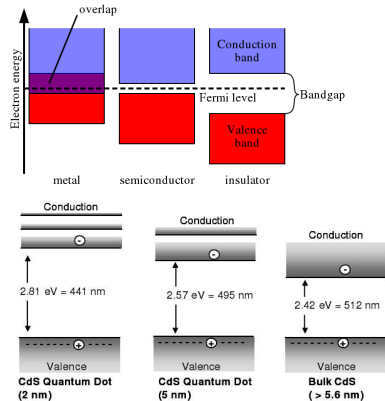 overlap
Electron energy
Conduction
band
Fermi level
Bandgap
Valence
band
metal
semiconductor
insulator
Conduction
Conduction
Conduction
-
-
-
2.81 eV = 441 nm
2.57 eV = 495 nm
2.42 eV = 512 nm
+
+
+
Valence
Valence
Valence
CdS Quantum Dot
(2 nm)
CdS Quantum Dot
(5 nm)
Bulk CdS
( > 5.6 nm)